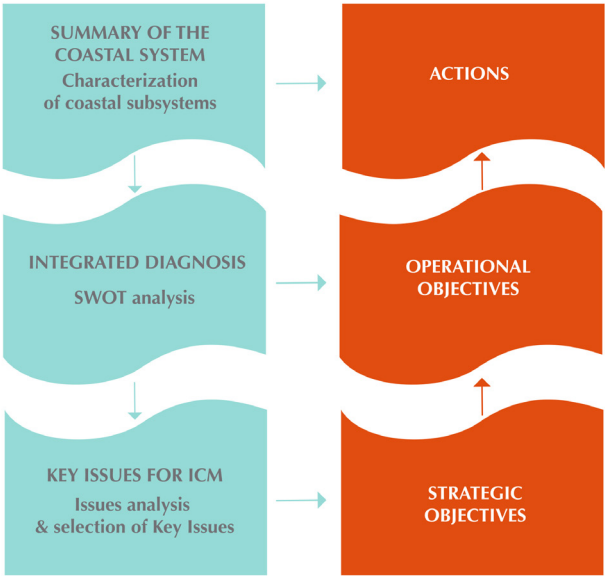 SUMMARY OF THE
COASTAL SYSTEM
Characterization
of coastal subsystems
ACTIONS
INTEGRATED DIAGNOSIS
SWOT analysis
OPERATIONAL
OBJECTIVES
KEY ISSUES FOR ICM
Issues analysis
& selection of Key Issues
STRATEGIC
OBJECTIVES